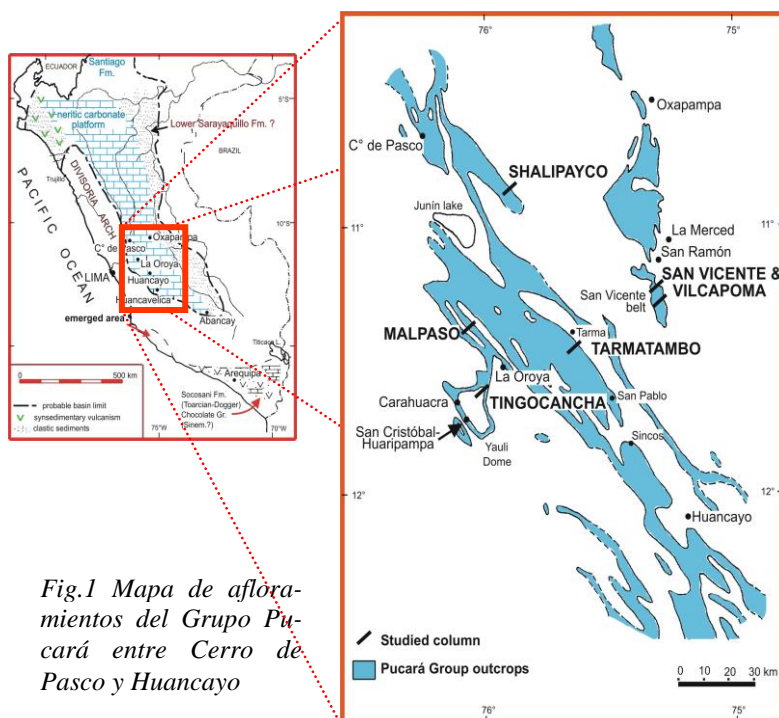 ECUADOR
Santiago
Fm.
5°S
neritic carbonate
platform
Lower Sarayaquillo Fm. ?
BRAZIL
Trujillo
DIVISORIA ARCH
PACIFIC OCEAN
10°S
C° de Pasco
Oxapampa
La Oroya
LIMA
Huancayo
Huancavelica
emerged area
Abancay
Titicaca L.
0 500 km
Arequipa
Socosani Fm.
(Toarcian-Dogger)
Chocolate Gr.
(Sinem.?)
probable basin limit
synsedimentary vulcanism
clastic sediments
75°W
70°W
76°
75°
Oxapampa
C° de Pasco
SHALIPAYCO
Junín lake
11°
La Merced
San Ramón
SAN VICENTE &
VILCAPOMA
San Vicente
belt
MALPASO
Tarma
TARMATAMBO
La Oroya
San Pablo
Carahuacra
TINGOCANCHA
San Cristóbal-
Huaripampa
Yauli
Dome
Sincos
12°
Huancayo
Studied column
Pucará Group outcrops
0 10 20 30 km
76°
75°
Fig.1 Mapa de aflora-
mientos del Grupo Pu-
cará entre Cerro de
Pasco y Huancayo